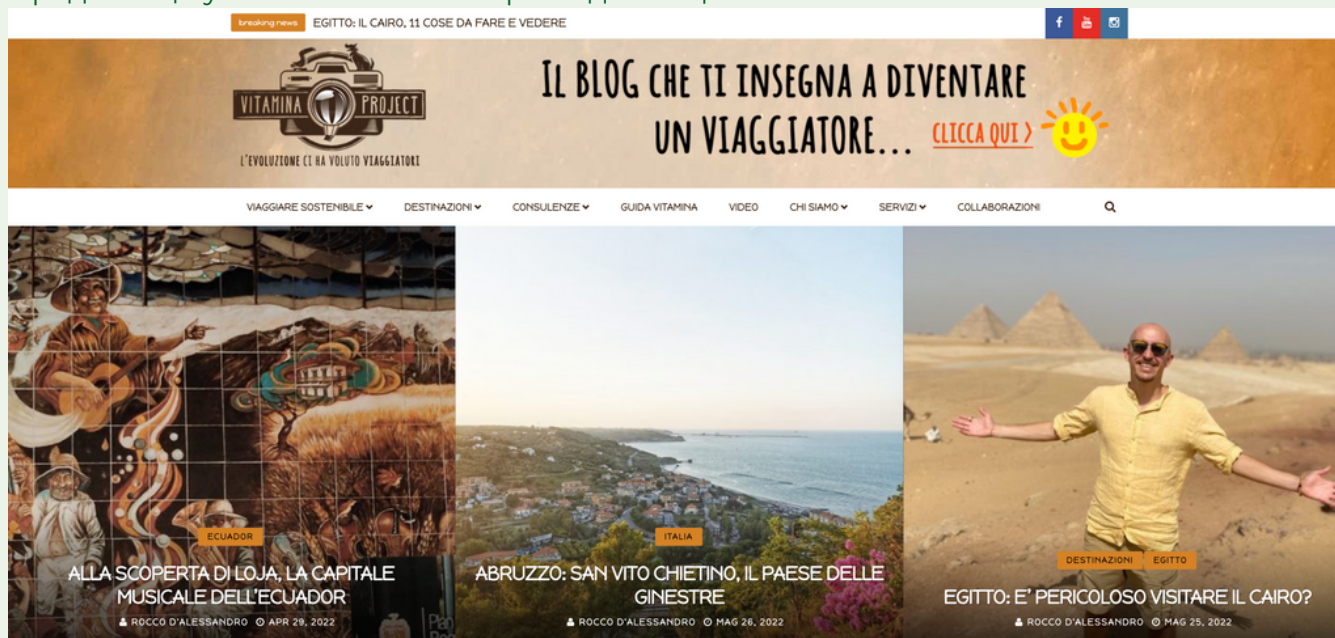 breaking news EGITTO: IL CAIRO, 11 COSE DA FARE E VEDERE
VITAMINA PROJECT
L'EVOLUZIONE CI HA VOLUTO VIAGGIATORI
IL BLOG CHE TI INSEGNA A DIVENTARE
UN VIAGGIATORE... CLICCA QUI >
VIAGGIARE SOSTENIBILE DESTINAZIONI CONSULENZE GUIDA VITAMINA VIDEO CHI SIAMO SERVIZI COLLABORAZIONI
ECUADOR
ALLA SCOPERTA DI LOJA, LA CAPITALE
MUSICALE DELL'ECUADOR
ROCCO D'ALESSANDRO APR 29, 2022
ITALIA
ABRUZZO: SAN VITO CHIETINO, IL PAESE DELLE
GINESTRE
ROCCO D'ALESSANDRO MAG 26, 2022
DESTINAZIONI EGITTO
EGITTO: E' PERICOLOSO VISITARE IL CAIRO?
ROCCO D'ALESSANDRO MAG 25, 2022